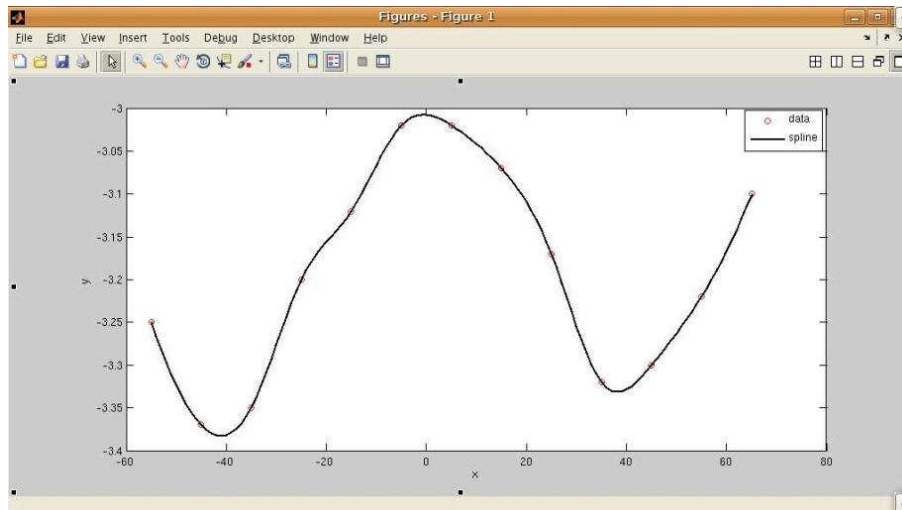 Figures - Figure 1
File Edit View Insert Tools Debug Desktop Window Help
data
spline
-3
-3.05
-3.1
-3.15
-3.2
-3.25
-3.3
-3.35
-3.4
y
-60 -40 -20 0 20 40 60 80
x